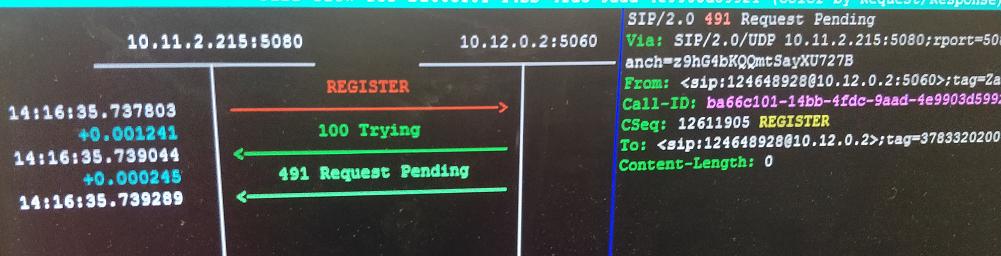 SIP/2.0 491 Request Pending
10.11.2.215:5080 10.12.0.2:5060
Via: SIP/2.0/UDP 10.11.2.215:5080;rport=50
anch=z9hG4bKQQmtSayXU727B
From: <sip:124648928@10.12.0.2:5060>;tag=Za
Call-ID: ba66c101-14bb-4fdc-9aad-4e9903d599
CSeq: 12611905 REGISTER
To: <sip:124648928@10.12.0.2>;tag=3783320200
Content-Length: 0
REGISTER
14:16:35.737803
+0.001241
100 Trying
14:16:35.739044
+0.000245
491 Request Pending
14:16:35.739289